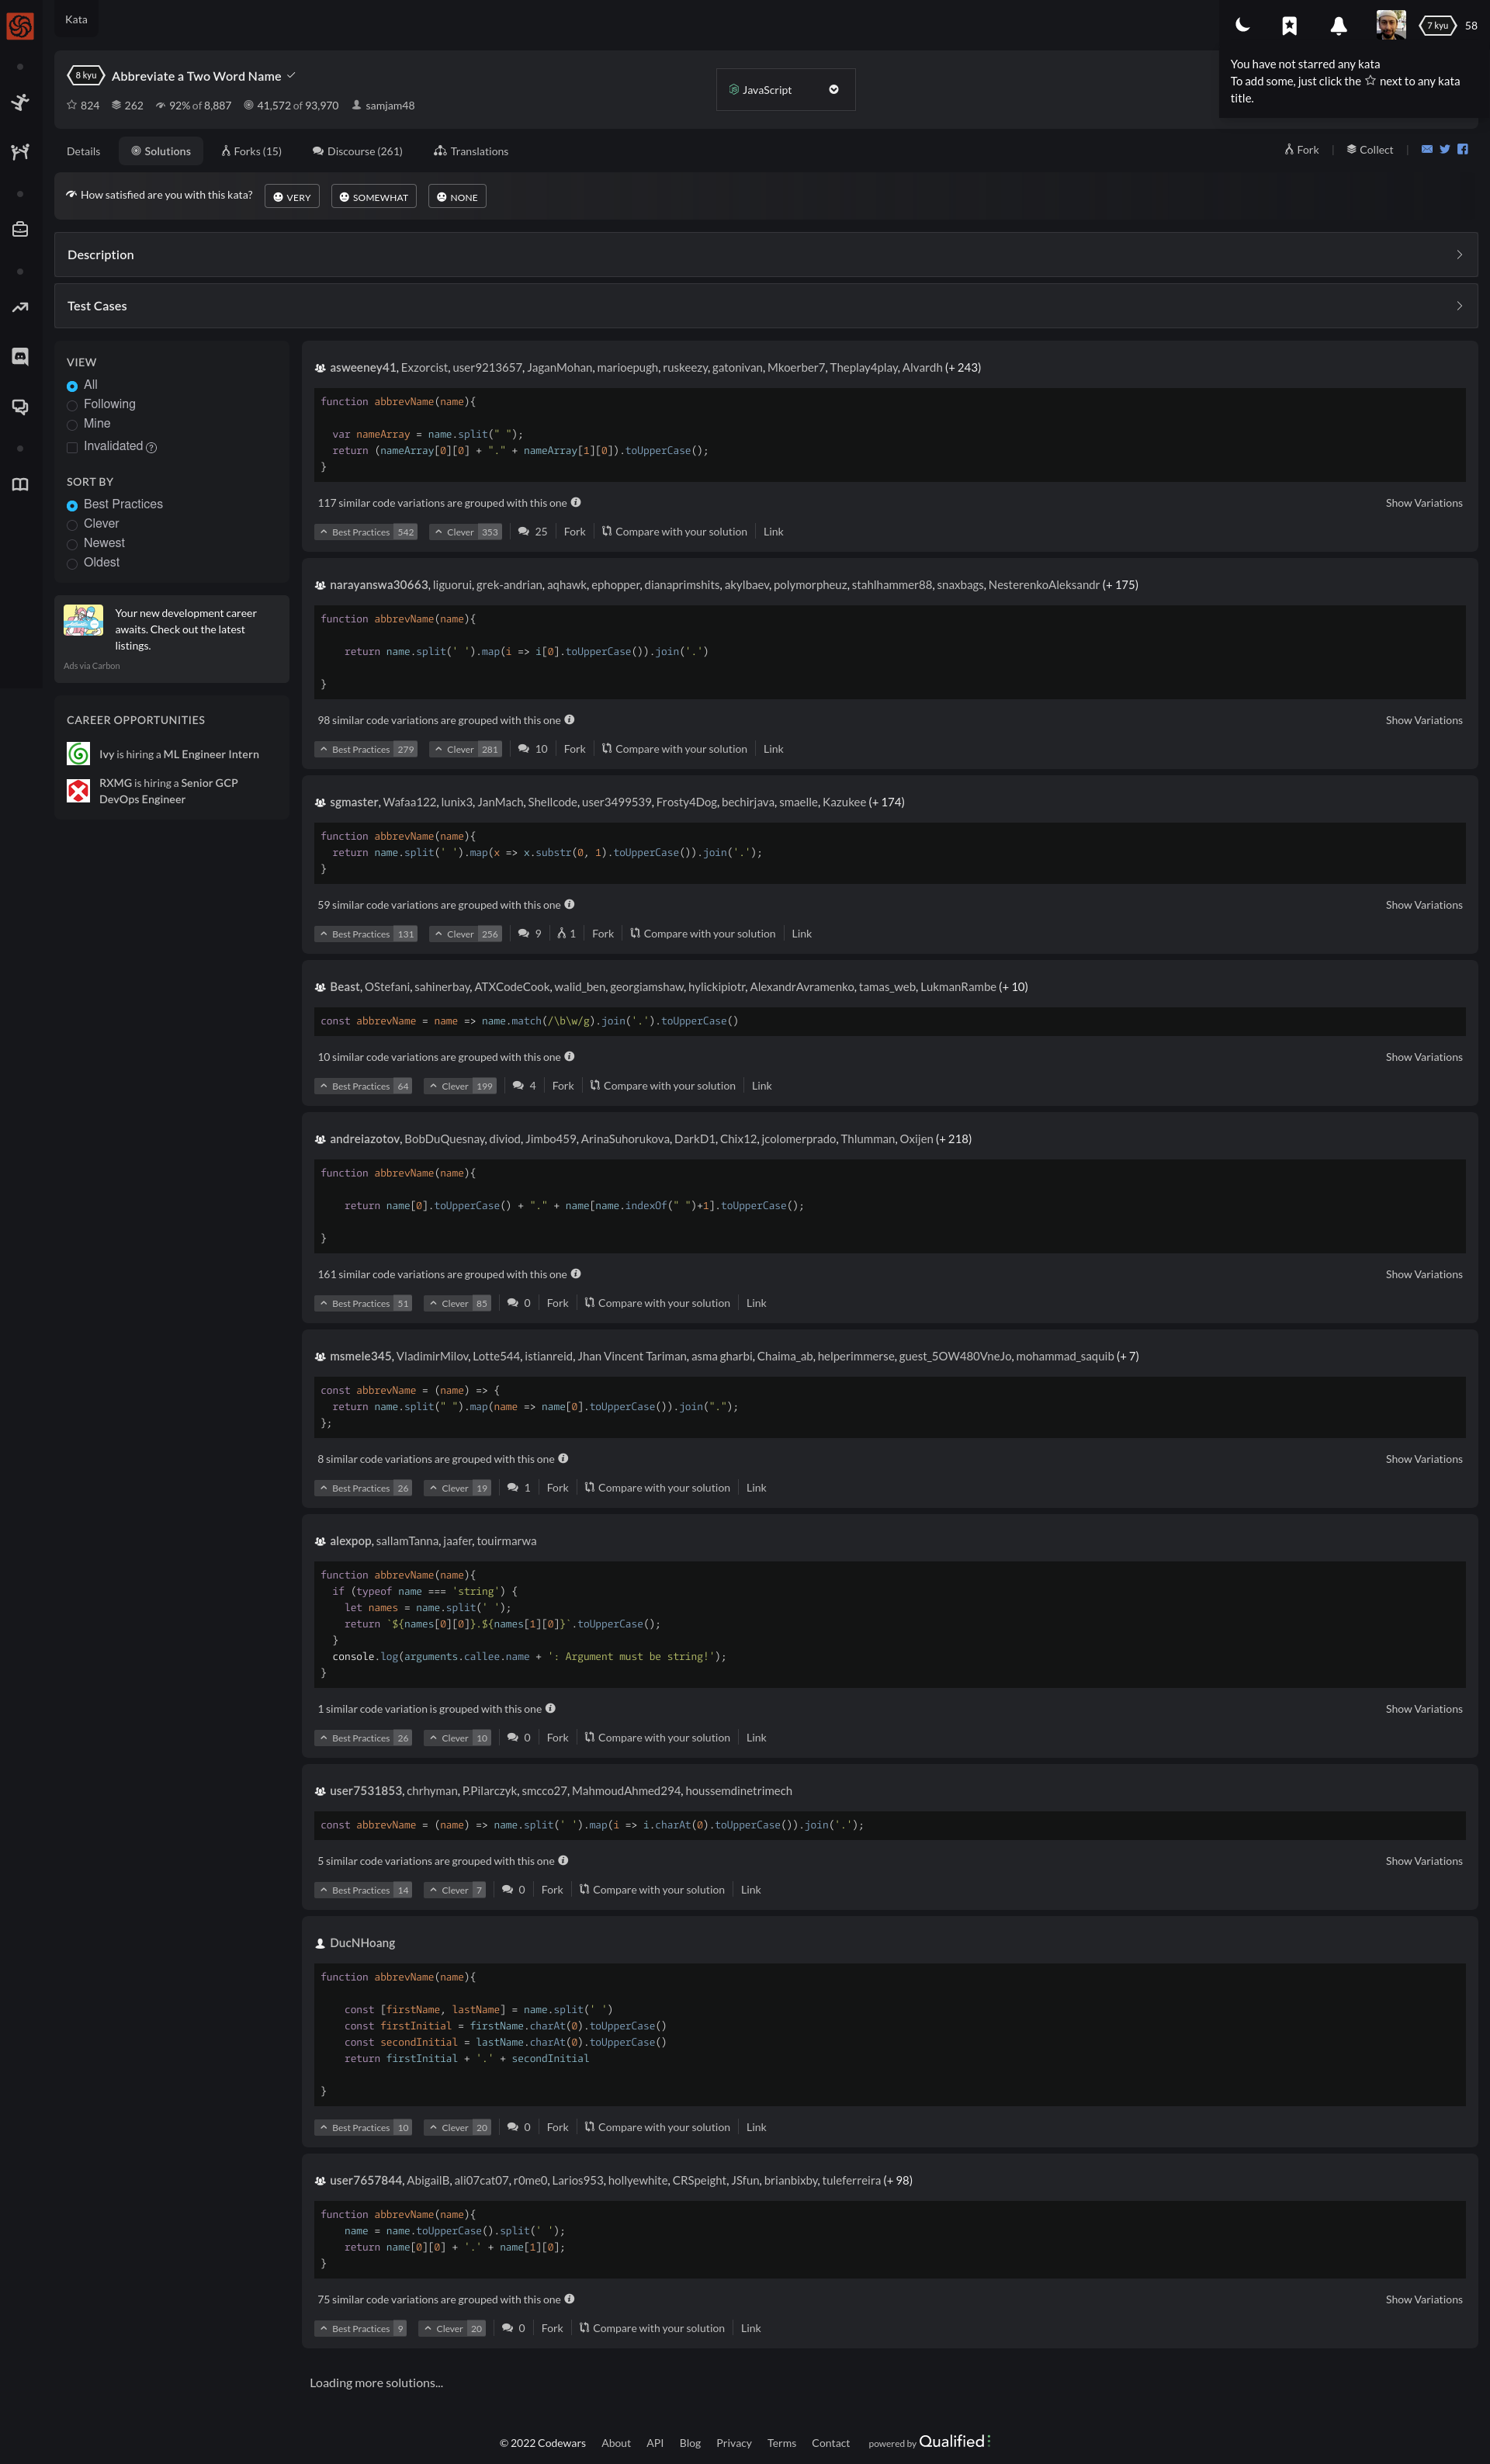 Kata
7 kyu 58
You have not starred any kata
To add some, just click the next to any kata
title.
8 kyu Abbreviate a Two Word Name
824 262 92% of 8,887 41,572 of 93,970 samjam48
JavaScript
Details Solutions Forks (15) Discourse (261) Translations
Fork | Collect |
How satisfied are you with this kata? VERY SOMEWHAT NONE
Description
Test Cases
VIEW
All
Following
Mine
Invalidated ?
SORT BY
Best Practices
Clever
Newest
Oldest
Your new development career
awaits. Check out the latest
listings.
Ads via Carbon
CAREER OPPORTUNITIES
Ivy is hiring a ML Engineer Intern
RXMG is hiring a Senior GCP
DevOps Engineer
asweeney41, Exzorcist, user9213657, JaganMohan, marioepugh, ruskeezy, gatonivan, Mkoerber7, Theplay4play, Alvardh (+ 243)
function abbrevName(name){
var nameArray = name.split(" ");
return (nameArray[0][0] + "." + nameArray[1][0]).toUpperCase();
}
117 similar code variations are grouped with this one Show Variations
Best Practices 542 Clever 353 25 Fork Compare with your solution Link
narayanswa30663, liguorui, grek-andrian, aqhawk, ephopper, dianaprimshits, akylbaev, polymorpheuz, stahlhammer88, snaxbags, NesterenkoAleksandr (+ 175)
function abbrevName(name){
return name.split(' ').map(i => i[0].toUpperCase()).join('.')
}
98 similar code variations are grouped with this one Show Variations
Best Practices 279 Clever 281 10 Fork Compare with your solution Link
sgmaster, Wafaa122, lunix3, JanMach, Shellcode, user3499539, Frosty4Dog, bechirjava, smaelle, Kazukee (+ 174)
function abbrevName(name){
return name.split(' ').map(x => x.substr(0, 1).toUpperCase()).join('.');
}
59 similar code variations are grouped with this one Show Variations
Best Practices 131 Clever 256 9 1 Fork Compare with your solution Link
Beast, OStefani, sahinerbay, ATXCodeCook, walid_ben, georgiamshaw, hylickipiotr, AlexandrAvramenko, tamas_web, LukmanRambe (+ 10)
const abbrevName = name => name.match(/\b\w/g).join('.').toUpperCase()
10 similar code variations are grouped with this one Show Variations
Best Practices 64 Clever 199 4 Fork Compare with your solution Link
andreiazotov, BobDuQuesnay, diviod, Jimbo459, ArinaSuhorukova, DarkD1, Chix12, jcolomerprado, Thlumman, Oxijen (+ 218)
function abbrevName(name){
return name[0].toUpperCase() + "." + name[name.indexOf(" ")+1].toUpperCase();
}
161 similar code variations are grouped with this one Show Variations
Best Practices 51 Clever 85 0 Fork Compare with your solution Link
msmele345, VladimirMilov, Lotte544, istianreid, Jhan Vincent Tariman, asma gharbi, Chaima_ab, helperimmerse, guest_5OW480VneJo, mohammad_saquib (+ 7)
const abbrevName = (name) => {
return name.split(" ").map(name => name[0].toUpperCase()).join(".");
};
8 similar code variations are grouped with this one Show Variations
Best Practices 26 Clever 19 1 Fork Compare with your solution Link
alexpop, sallamTanna, jaafer, touirmarwa
function abbrevName(name){
if (typeof name === 'string') {
let names = name.split(' ');
return `${names[0][0]}.${names[1][0]}`.toUpperCase();
}
console.log(arguments.callee.name + ': Argument must be string!');
}
1 similar code variation is grouped with this one Show Variations
Best Practices 26 Clever 10 0 Fork Compare with your solution Link
user7531853, chrhyman, P.Pilarczyk, smcco27, MahmoudAhmed294, houssemdinetrimech
const abbrevName = (name) => name.split(' ').map(i => i.charAt(0).toUpperCase()).join('.');
5 similar code variations are grouped with this one Show Variations
Best Practices 14 Clever 7 0 Fork Compare with your solution Link
DucNHoang
function abbrevName(name){
const [firstName, lastName] = name.split(' ')
const firstInitial = firstName.charAt(0).toUpperCase()
const secondInitial = lastName.charAt(0).toUpperCase()
return firstInitial + '.' + secondInitial
}
Best Practices 10 Clever 20 0 Fork Compare with your solution Link
user7657844, AbigailB, ali07cat07, r0me0, Larios953, hollyewhite, CRSpeight, JSfun, brianbixby, tuleferreira (+ 98)
function abbrevName(name){
name = name.toUpperCase().split(' ');
return name[0][0] + '.' + name[1][0];
}
75 similar code variations are grouped with this one Show Variations
Best Practices 9 Clever 20 0 Fork Compare with your solution Link
Loading more solutions...
© 2022 Codewars About API Blog Privacy Terms Contact powered by Qualified